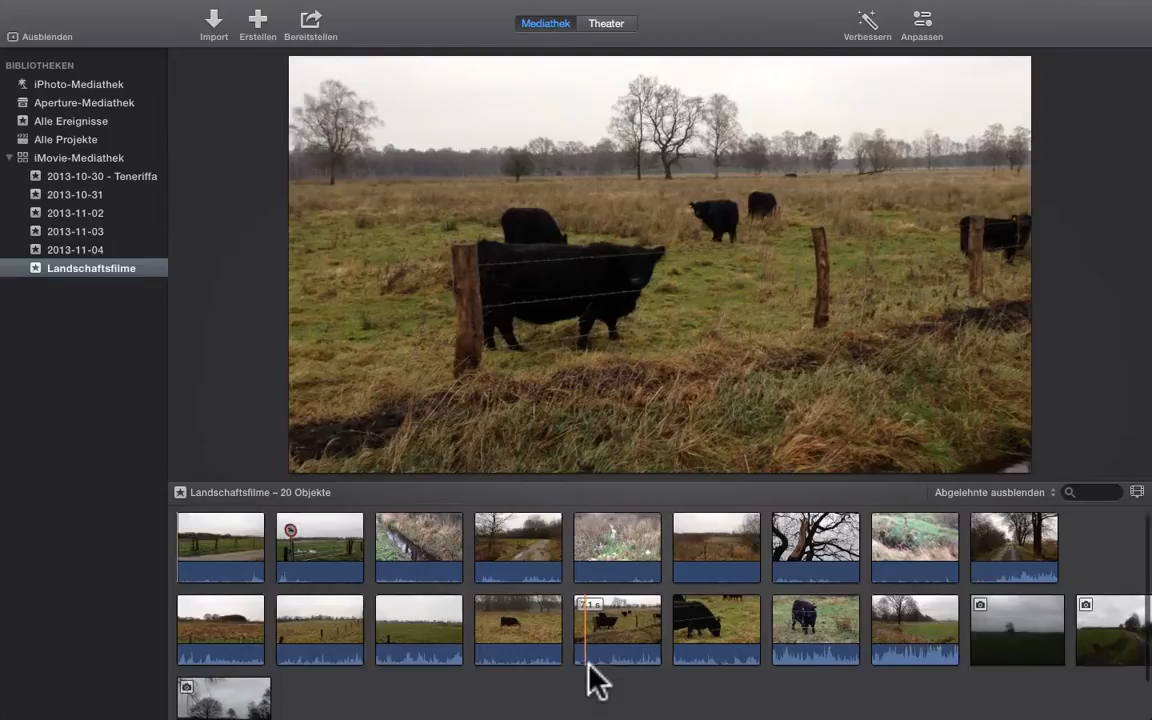 Ausblenden
Import
Erstellen
Bereitstellen
Mediathek
Theater
Verbessern
Anpassen
BIBLIOTHEKEN
iPhoto-Mediathek
Aperture-Mediathek
Alle Ereignisse
Alle Projekte
iMovie-Mediathek
2013-10-30 - Teneriffa
2013-10-31
2013-11-02
2013-11-03
2013-11-04
Landschaftsfilme
Landschaftsfilme – 20 Objekte
Abgelehnte ausblenden
7.1 s